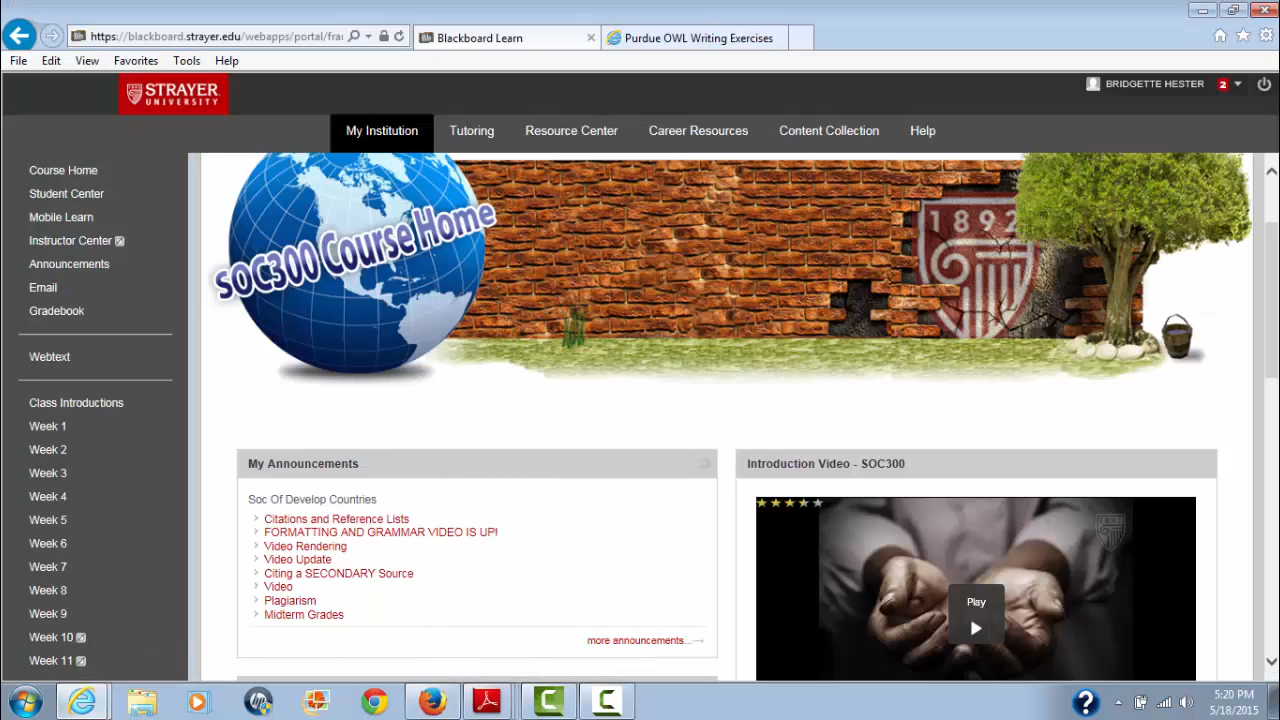 https://blackboard.strayer.edu/webapps/portal/fra
Blackboard Learn
Purdue OWL Writing Exercises
File Edit View Favorites Tools Help
STRAYER
UNIVERSITY
BRIDGETTE HESTER 2
My Institution Tutoring Resource Center Career Resources Content Collection Help
Course Home
Student Center
Mobile Learn
Instructor Center
Announcements
Email
Gradebook
Webtext
Class Introductions
Week 1
Week 2
Week 3
Week 4
Week 5
Week 6
Week 7
Week 8
Week 9
Week 10
Week 11
SOC300 Course Home
1892
My Announcements
Soc Of Develop Countries
Citations and Reference Lists
FORMATTING AND GRAMMAR VIDEO IS UP!
Video Rendering
Video Update
Citing a SECONDARY Source
Video
Plagiarism
Midterm Grades
more announcements...
Introduction Video - SOC300
Play
5:20 PM
5/18/2015